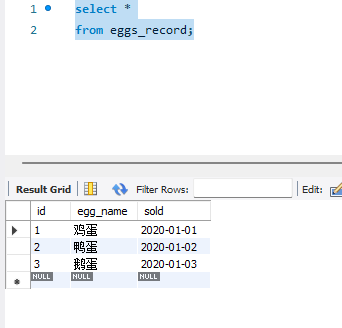 1 select *
2 from eggs_record;
Result Grid Filter Rows: Edit:
id egg_name sold
1 鸡蛋 2020-01-01
2 鸭蛋 2020-01-02
3 鹅蛋 2020-01-03
NULL NULL NULL